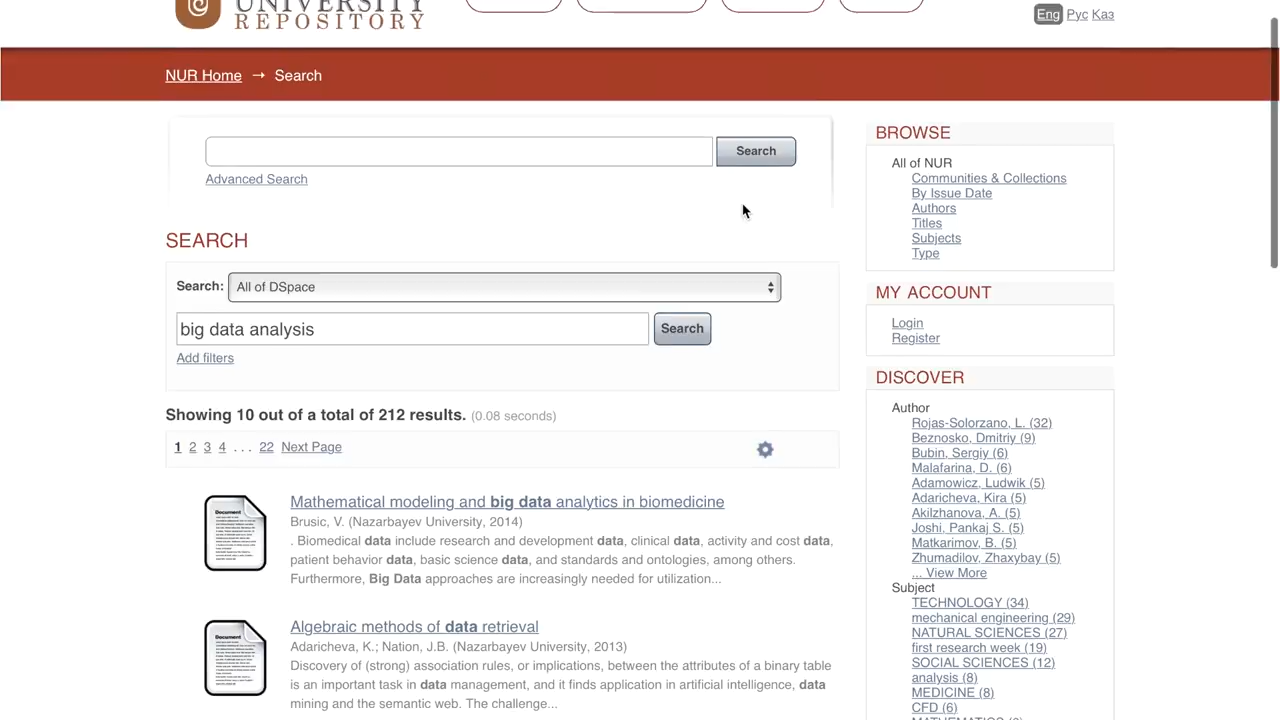 UNIVERSITY
REPOSITORY
Eng Рус Каз
NUR Home → Search
Search
Advanced Search
SEARCH
Search: All of DSpace
big data analysis Search
Add filters
Showing 10 out of a total of 212 results. (0.08 seconds)
1 2 3 4 . . . 22 Next Page
Document
Mathematical modeling and big data analytics in biomedicine
Brusic, V. (Nazarbayev University, 2014)
. Biomedical data include research and development data, clinical data, activity and cost data,
patient behavior data, basic science data, and standards and ontologies, among others.
Furthermore, Big Data approaches are increasingly needed for utilization...
Document
Algebraic methods of data retrieval
Adaricheva, K.; Nation, J.B. (Nazarbayev University, 2013)
Discovery of (strong) association rules, or implications, between the attributes of a binary table
is an important task in data management, and it finds application in artificial intelligence, data
mining and the semantic web. The challenge...
BROWSE
All of NUR
Communities & Collections
By Issue Date
Authors
Titles
Subjects
Type
MY ACCOUNT
Login
Register
DISCOVER
Author
Rojas-Solorzano, L. (32)
Beznosko, Dmitriy (9)
Bubin, Sergiy (6)
Malafarina, D. (6)
Adamowicz, Ludwik (5)
Adaricheva, Kira (5)
Akilzhanova, A. (5)
Joshi, Pankaj S. (5)
Matkarimov, B. (5)
Zhumadilov, Zhaxybay (5)
... View More
Subject
TECHNOLOGY (34)
mechanical engineering (29)
NATURAL SCIENCES (27)
first research week (19)
SOCIAL SCIENCES (12)
analysis (8)
MEDICINE (8)
CFD (6)